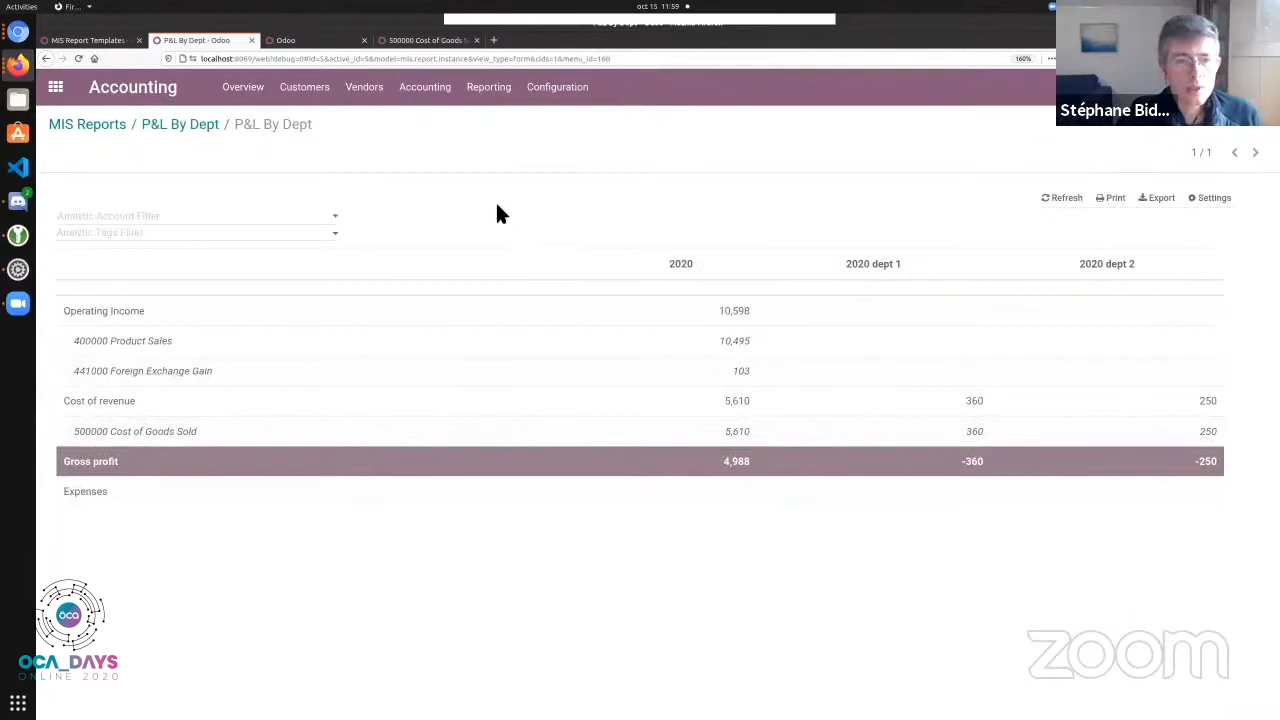 Activities
Fir...
oct 15 11:59
MIS Report Templates -
P&L By Dept - Odoo
Odoo
500000 Cost of Goods S
localhost:8069/web?debug=0#id=5&active_id=5&model=mis.report.instance&view_type=form&cids=1&menu_id=160
160%
Accounting
Overview
Customers
Vendors
Accounting
Reporting
Configuration
Stéphane Bid...
MIS Reports / P&L By Dept / P&L By Dept
1 / 1
Refresh
Print
Export
Settings
Analytic Account Filter
Analytic Tags Filter
2020 2020 dept 1 2020 dept 2
Operating Income 10,598
400000 Product Sales 10,495
441000 Foreign Exchange Gain 103
Cost of revenue 5,610 360 250
500000 Cost of Goods Sold 5,610 360 250
Gross profit 4,988 -360 -250
Expenses
oca
OCA_DAYS
ONLINE 2020
zoom